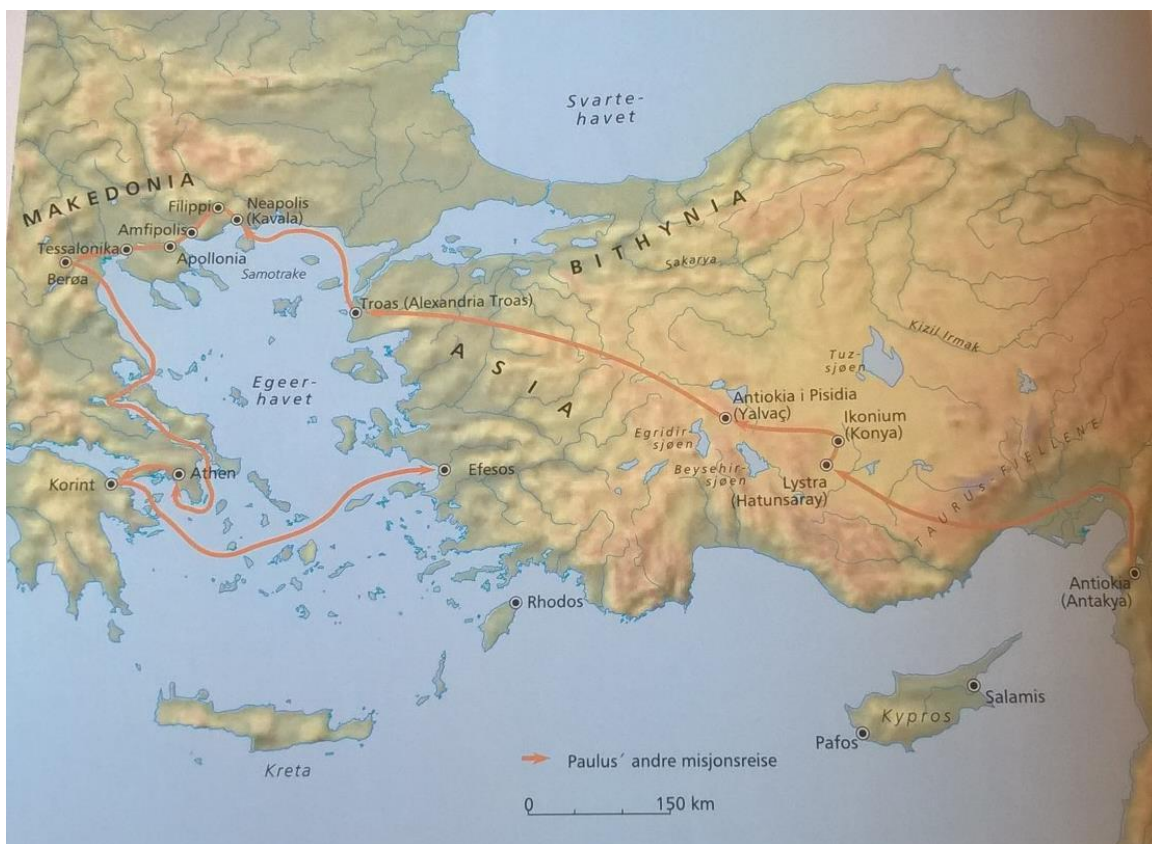 Svarte-
havet
MAKEDONIA
Filippi
Neapolis
(Kavala)
Amfipolis
Tessalonika
Apollonia
Berøa
Samotrake
BITHYNIA
Sakarya
Troas (Alexandria Troas)
Kizil Irmak
ASIA
Tuz-
sjøen
Egeer-
havet
Antiokia i Pisidia
(Yalvaç)
Ikonium
(Konya)
Egridir-
sjøen
Beysehir-
sjøen
Lystra
(Hatunsaray)
TAURUS-FJELLENE
Athen
Korint
Efesos
Antiokia
(Antakya)
Rhodos
Salamis
Kypros
Pafos
Kreta
Paulus´ andre misjonsreise
0 150 km